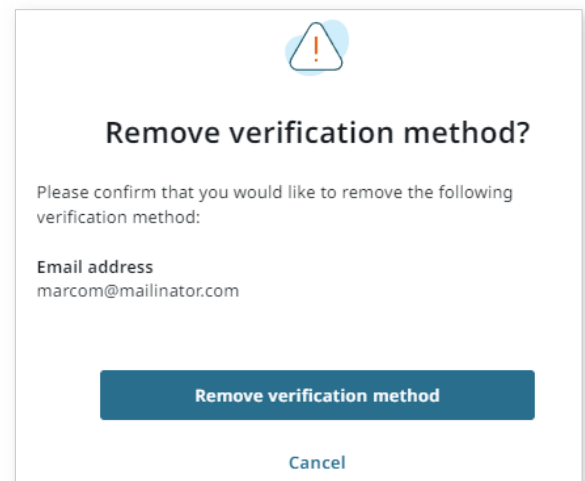 Remove verification method?
Please confirm that you would like to remove the following
verification method:
Email address
marcom@mailinator.com
Remove verification method
Cancel